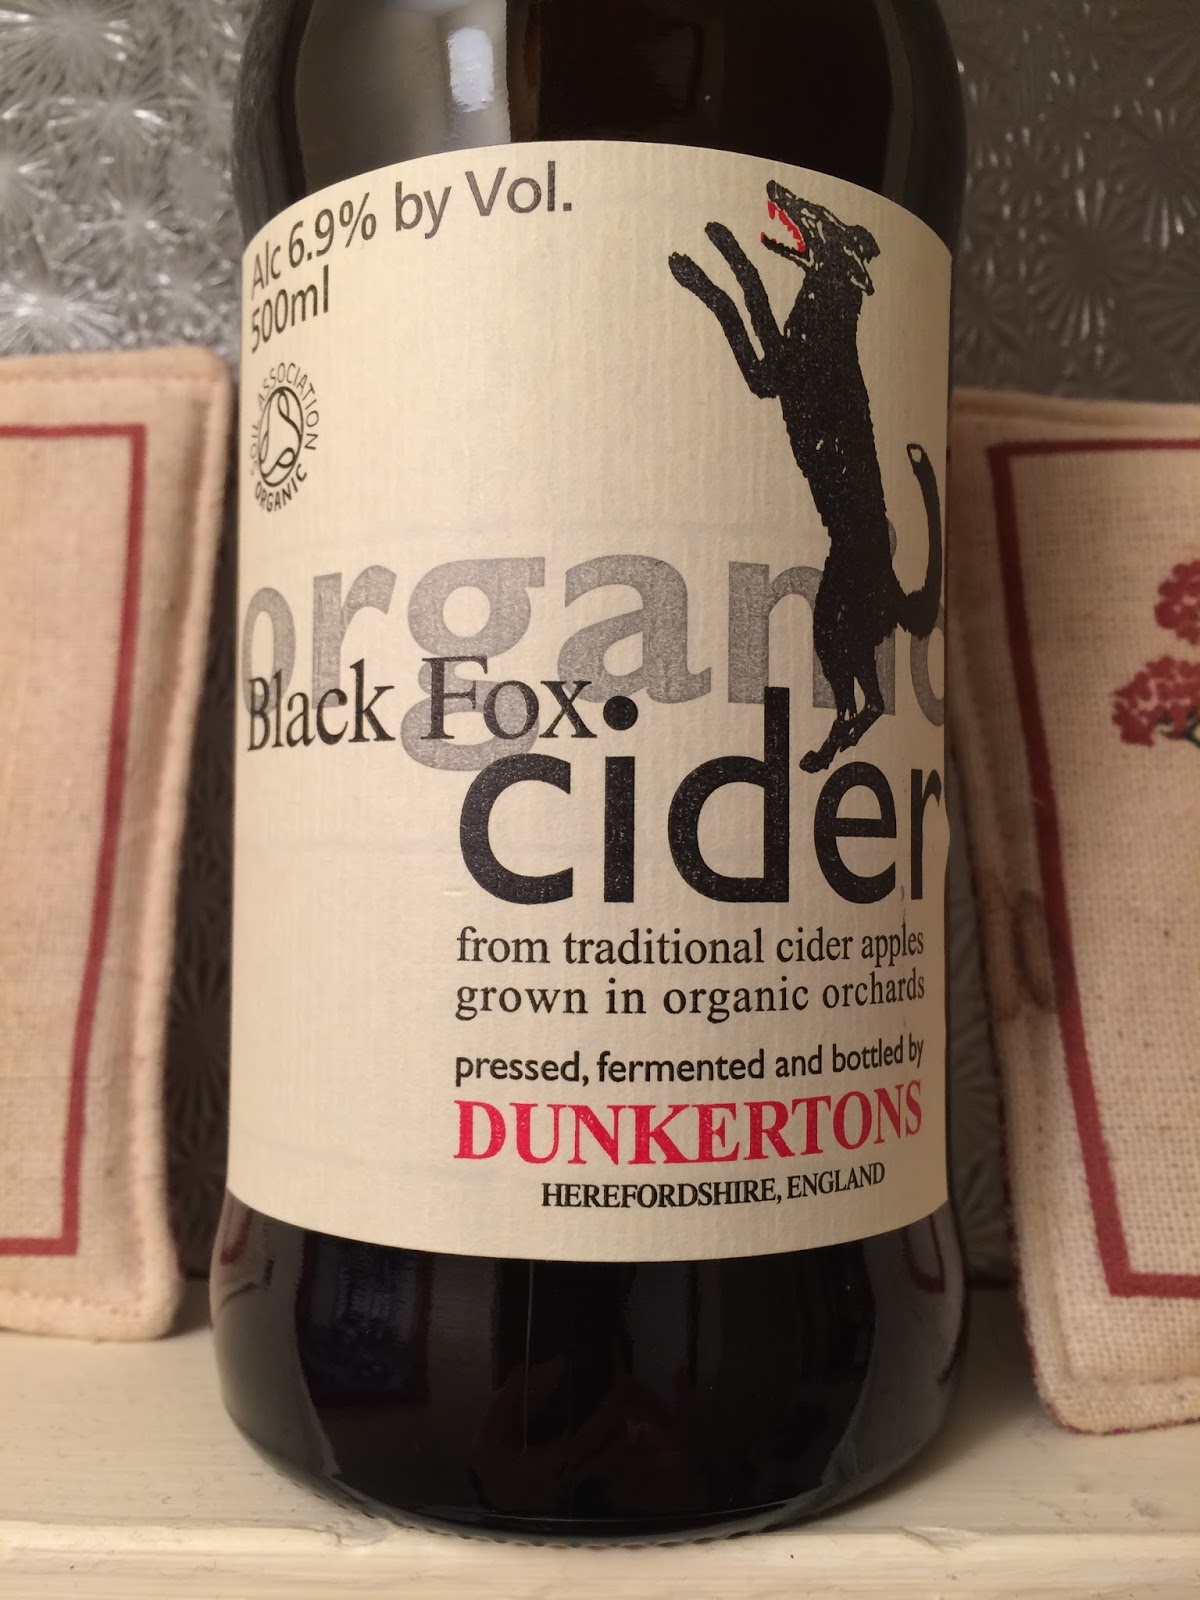 Alc 6.9% by Vol.
500ml
SOIL ASSOCIATION
ORGANIC
organic
Black Fox
cider
from traditional cider apples
grown in organic orchards
pressed, fermented and bottled by
DUNKERTONS
HEREFORDSHIRE, ENGLAND